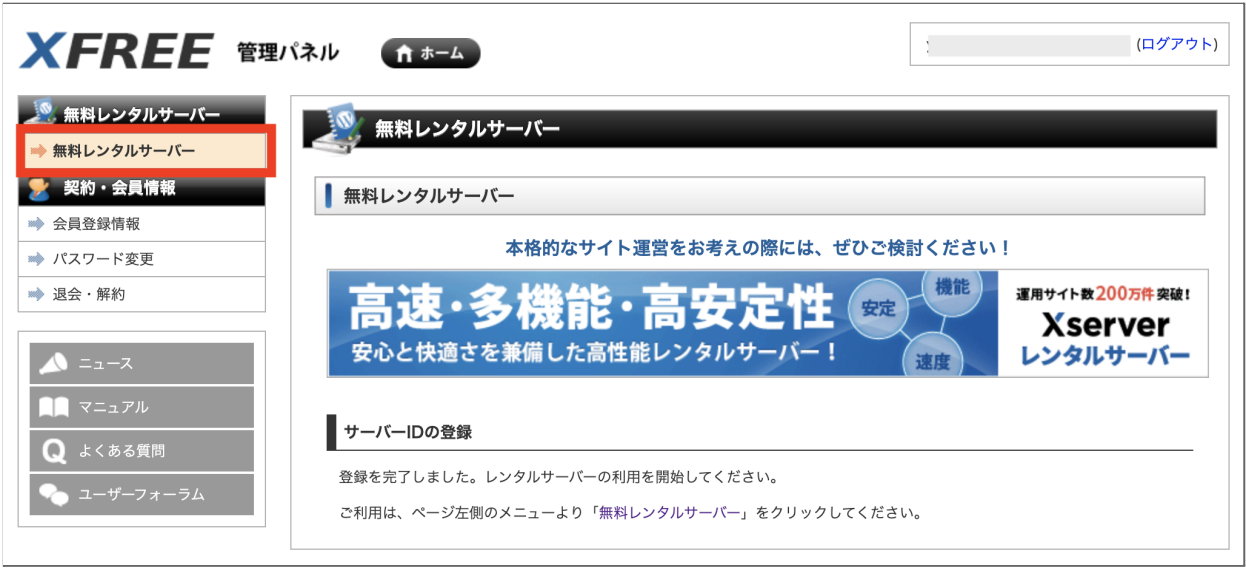 XFREE 管理パネル
ホーム
(ログアウト)
無料レンタルサーバー
無料レンタルサーバー
契約・会員情報
会員登録情報
パスワード変更
退会・解約
ニュース
マニュアル
Q よくある質問
ユーザーフォーラム
無料レンタルサーバー
無料レンタルサーバー
本格的なサイト運営をお考えの際には、ぜひご検討ください！
高速・多機能・高安定性
安心と快適さを兼備した高性能レンタルサーバー！
安定
機能
速度
運用サイト数200万件突破!
Xserver
レンタルサーバー
サーバーIDの登録
登録を完了しました。レンタルサーバーの利用を開始してください。
ご利用は、ページ左側のメニューより「無料レンタルサーバー」をクリックしてください。